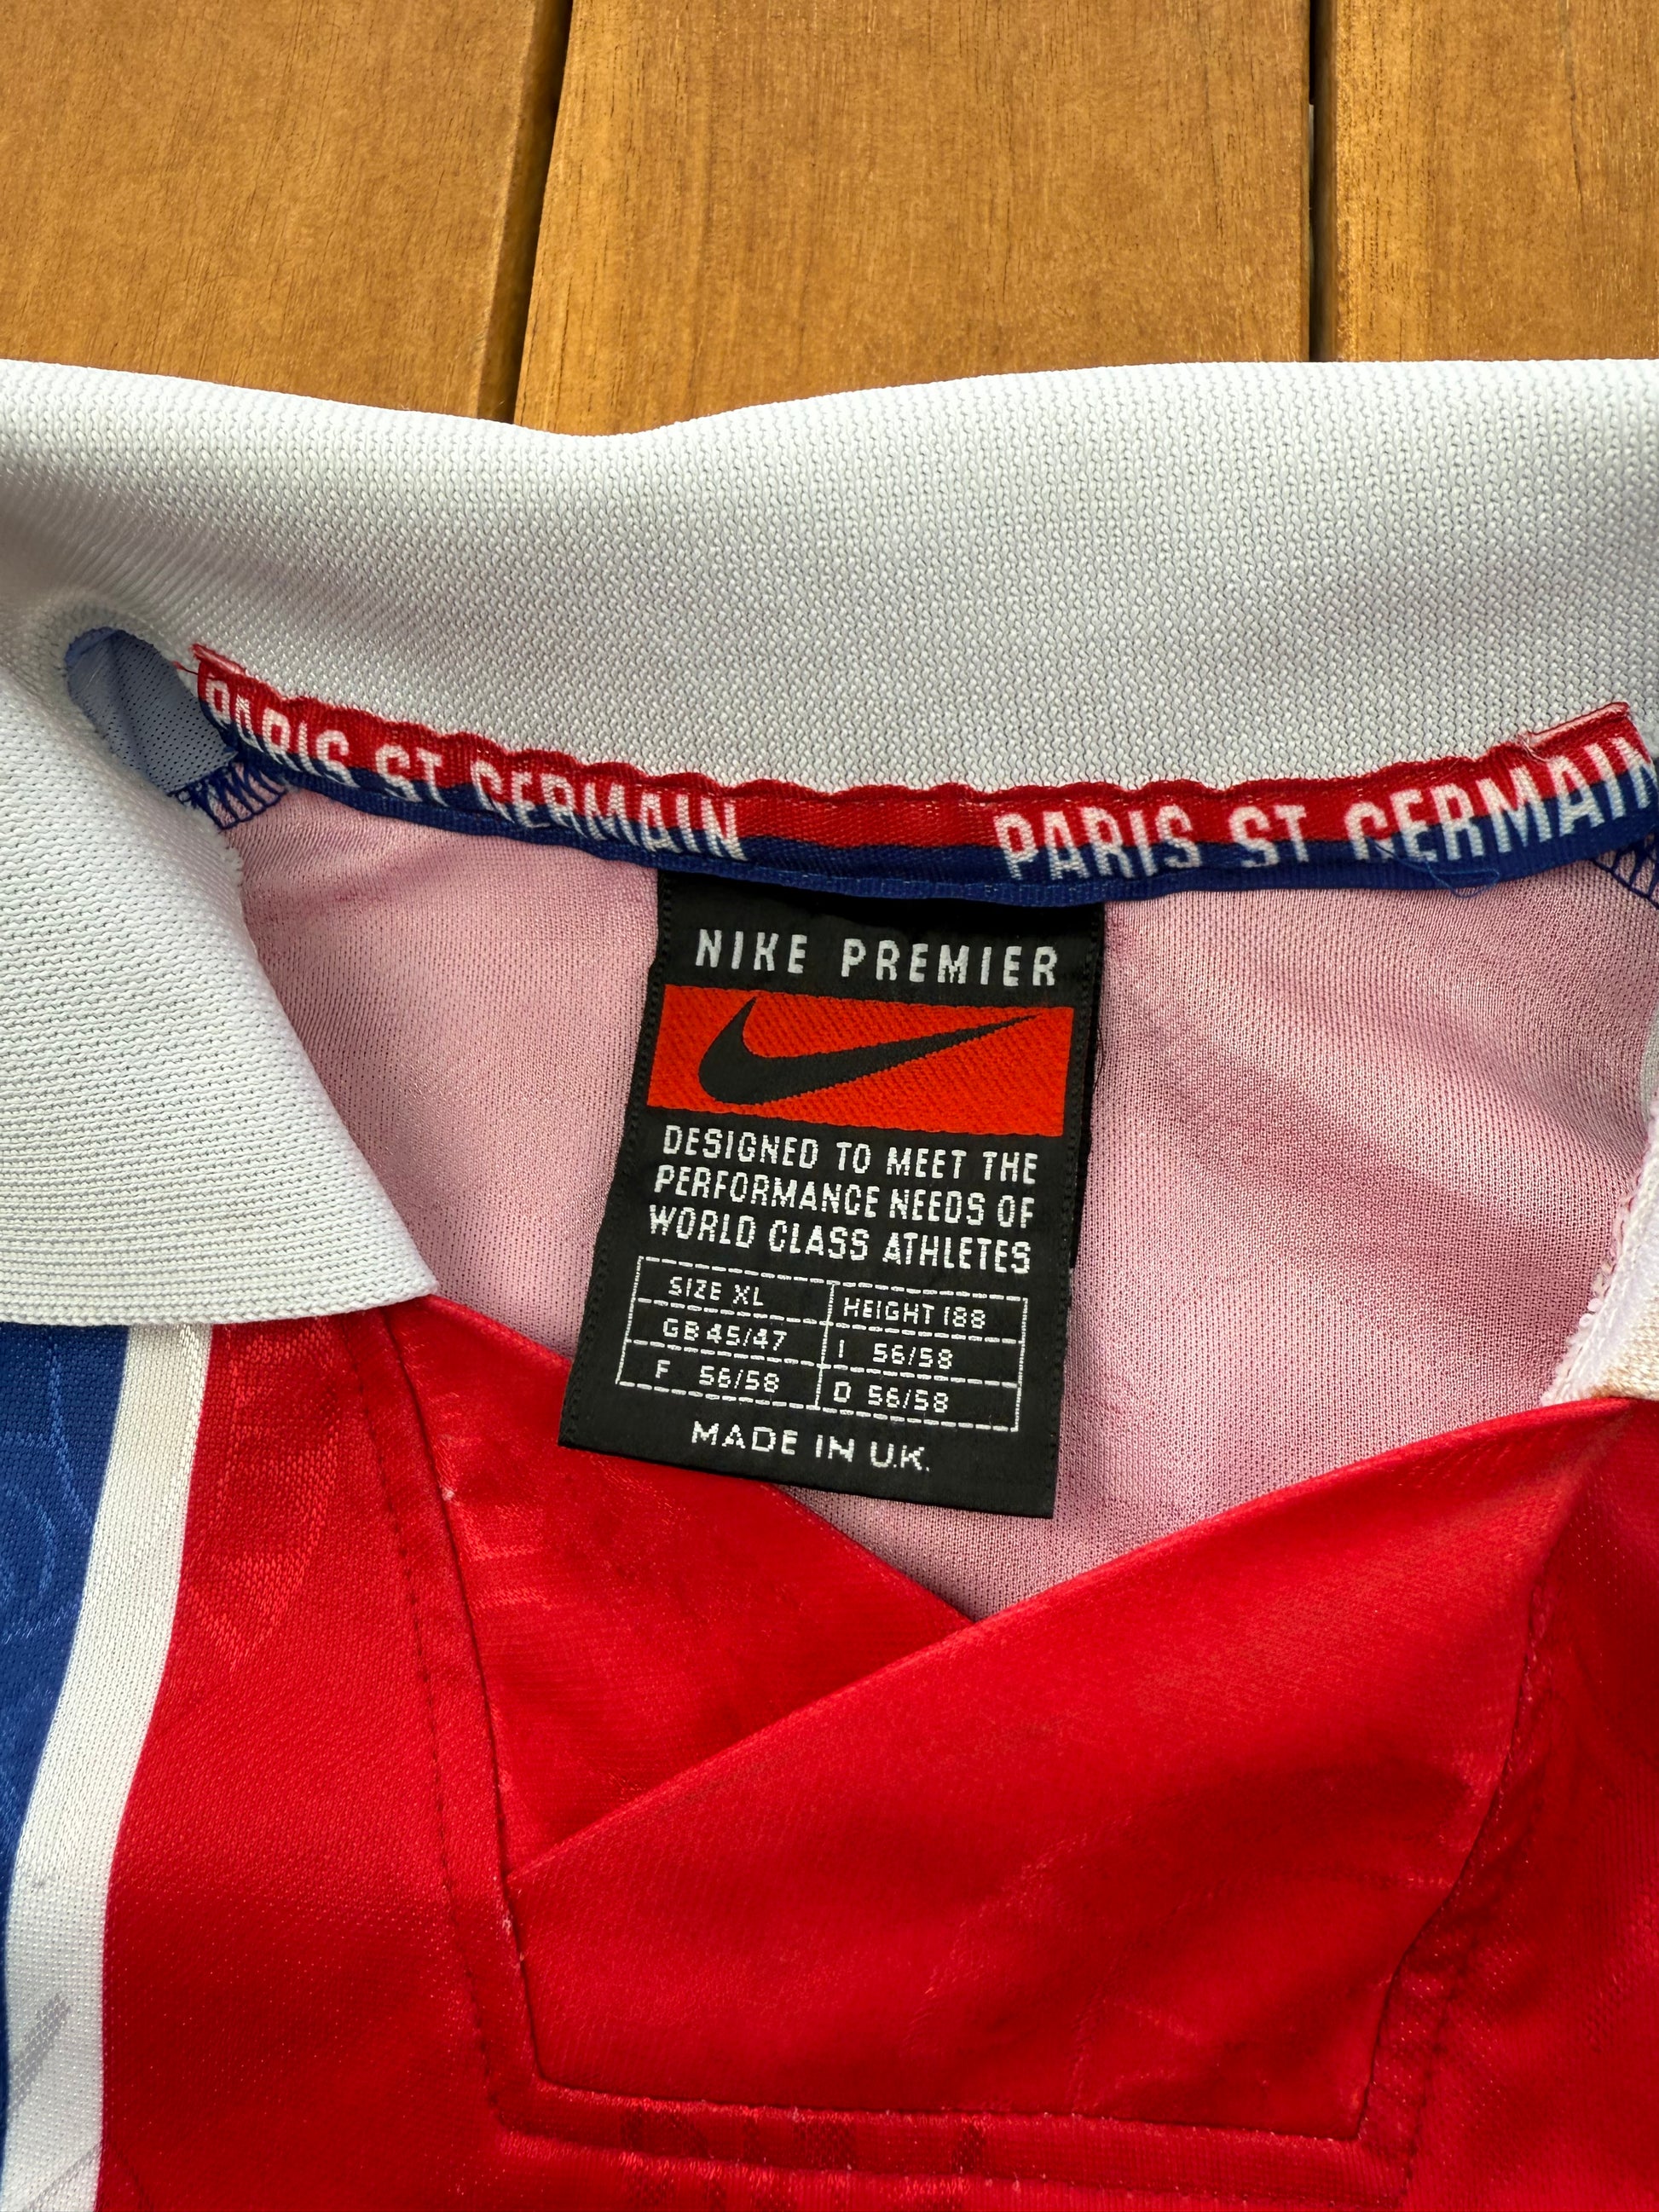 PARIS ST GERMAIN PARIS ST GERMAIN
NIKE PREMIER
DESIGNED TO MEET THE
PERFORMANCE NEEDS OF
WORLD CLASS ATHLETES
SIZE XL HEIGHT 188
GB 45/47 I 56/58
F 56/58 D 56/58
MADE IN U.K.